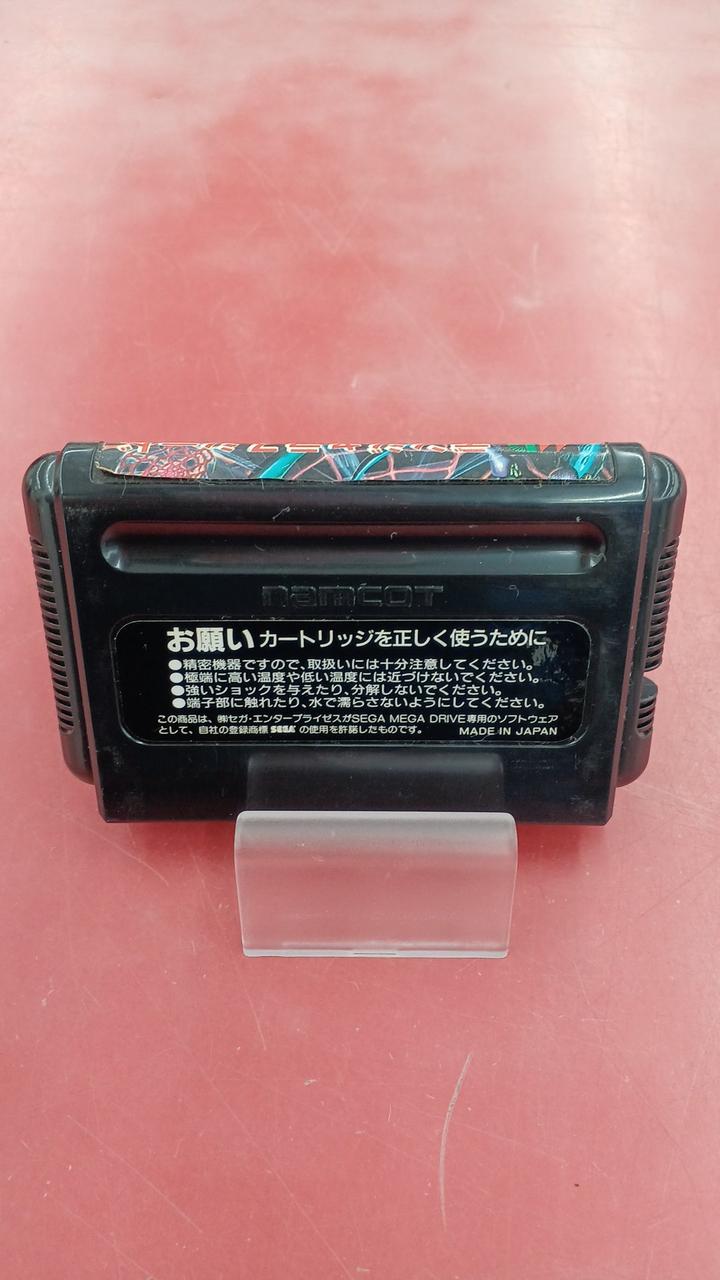 namcot
お願い カートリッジを正しく使うために
●精密機器ですので、取扱いには十分注意してください。
●極端に高い温度や低い温度には近づけないでください。
●強いショックを与えたり、分解しないでください。
●端子部に触れたり、水で濡らさないようにしてください。
この商品は、㈱セガ・エンタープライゼスがSEGA MEGA DRIVE専用のソフトウェア
として、自社の登録商標 SEGA の使用を許諾したものです。 MADE IN JAPAN